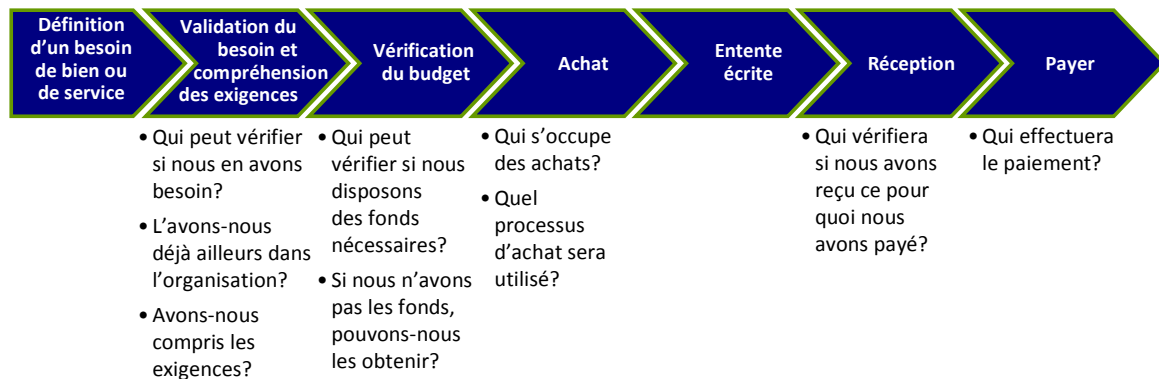 Définition
d'un besoin
de bien ou
de service
Validation du
besoin et
compréhension
des exigences
Vérification
du budget
Achat
Entente
écrite
Réception
Payer
• Qui peut vérifier
si nous en avons
besoin?
• L'avons-nous
déjà ailleurs dans
l'organisation?
• Avons-nous
compris les
exigences?
• Qui peut
vérifier si nous
disposons
des fonds
nécessaires?
• Si nous n'avons
pas les fonds,
pouvons-nous
les obtenir?
• Qui s'occupe
des achats?
• Quel
processus
d'achat sera
utilisé?
• Qui vérifiera
si nous avons
reçu ce pour
quoi nous
avons payé?
• Qui effectuera
le paiement?